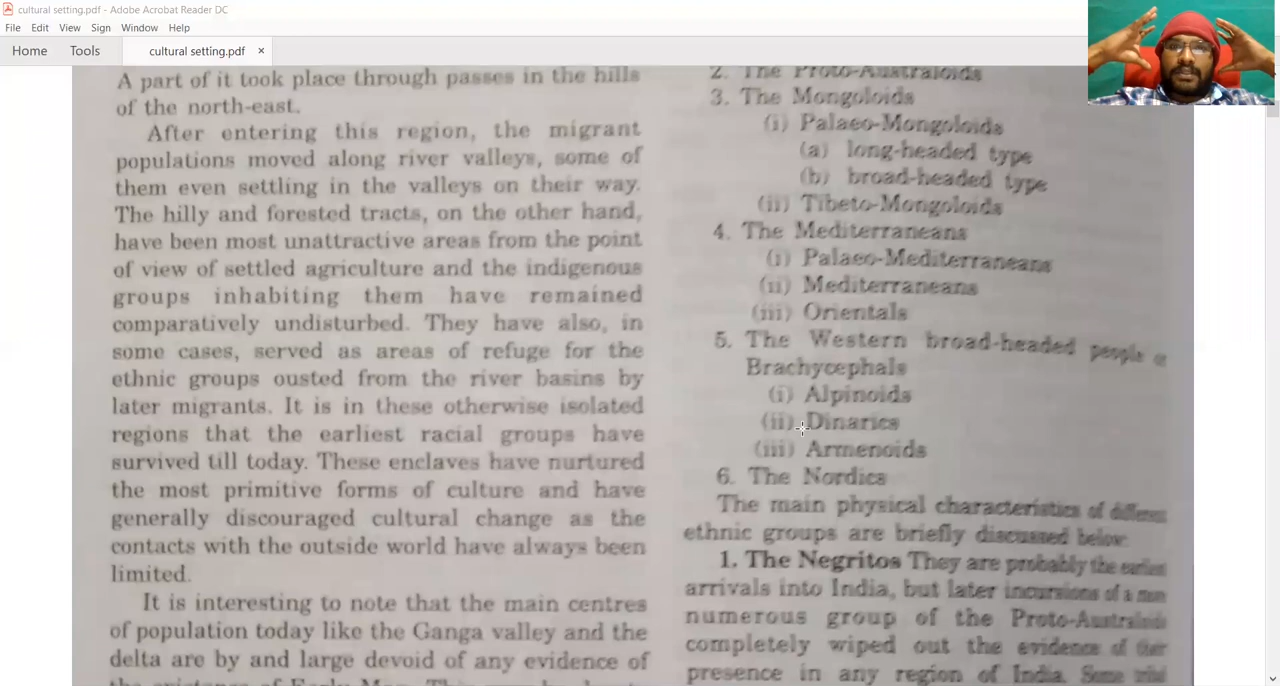 cultural setting.pdf - Adobe Acrobat Reader DC
File Edit View Sign Window Help
Home Tools cultural setting.pdf ×
A part of it took place through passes in the hills
of the north-east.
After entering this region, the migrant
populations moved along river valleys, some of
them even settling in the valleys on their way.
The hilly and forested tracts, on the other hand,
have been most unattractive areas from the point
of view of settled agriculture and the indigenous
groups inhabiting them have remained
comparatively undisturbed. They have also, in
some cases, served as areas of refuge for the
ethnic groups ousted from the river basins by
later migrants. It is in these otherwise isolated
regions that the earliest racial groups have
survived till today. These enclaves have nurtured
the most primitive forms of culture and have
generally discouraged cultural change as the
contacts with the outside world have always been
limited.
It is interesting to note that the main centres
of population today like the Ganga valley and the
delta are by and large devoid of any evidence of
2. The Proto-Australoids
3. The Mongoloids
(i) Palaeo-Mongoloids
(a) long-headed type
(b) broad-headed type
(ii) Tibeto-Mongoloids
4. The Mediterraneans
(i) Palaeo-Mediterraneans
(ii) Mediterraneans
(iii) Orientals
5. The Western broad-headed people or
Brachycephals
(i) Alpinoids
(ii) Dinarics
(iii) Armenoids
6. The Nordics
The main physical characteristics of different
ethnic groups are briefly discussed below.
1. The Negritos They are probably the earliest
arrivals into India, but later incursions of a more
numerous group of the Proto-Australoids
completely wiped out the evidence of their
presence in any region of India. Some